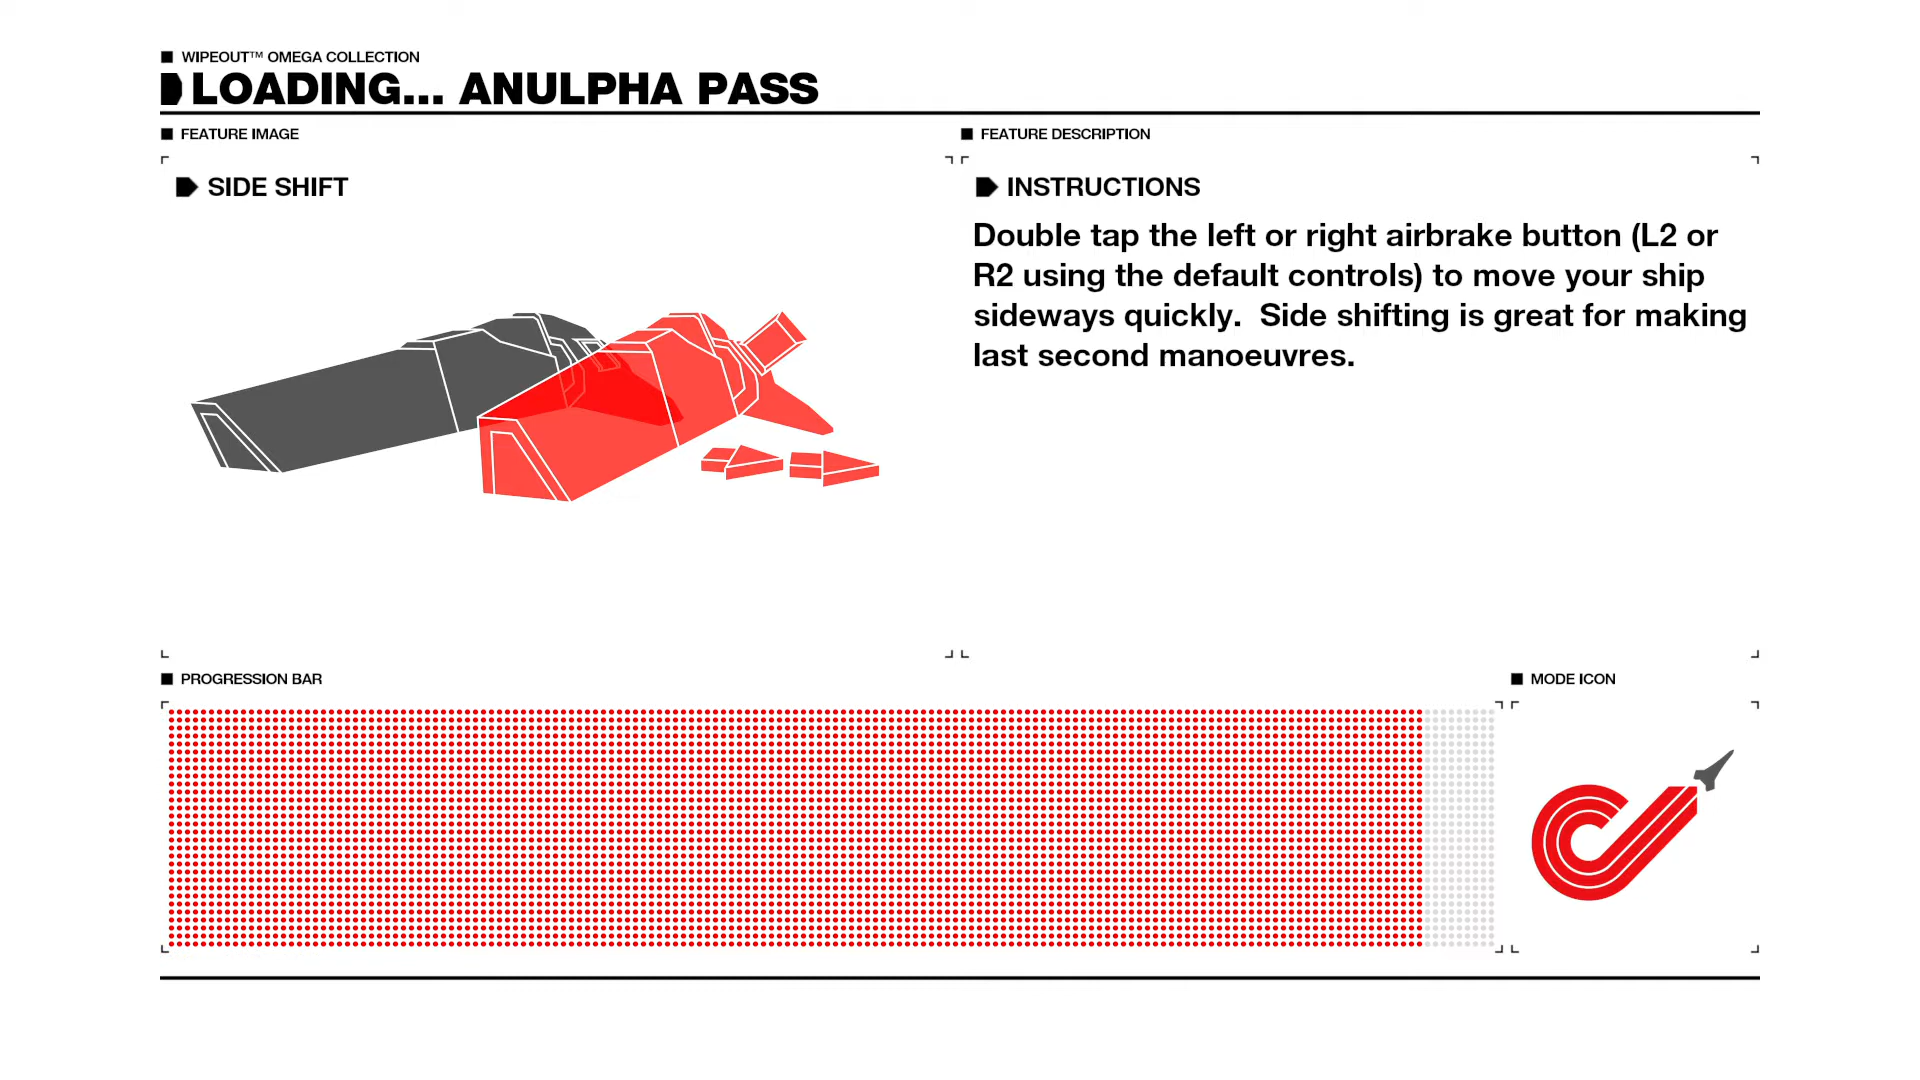 WIPEOUT™ OMEGA COLLECTION
LOADING... ANULPHA PASS
FEATURE IMAGE
SIDE SHIFT
FEATURE DESCRIPTION
INSTRUCTIONS
Double tap the left or right airbrake button (L2 or
R2 using the default controls) to move your ship
sideways quickly.  Side shifting is great for making
last second manoeuvres.
PROGRESSION BAR
MODE ICON